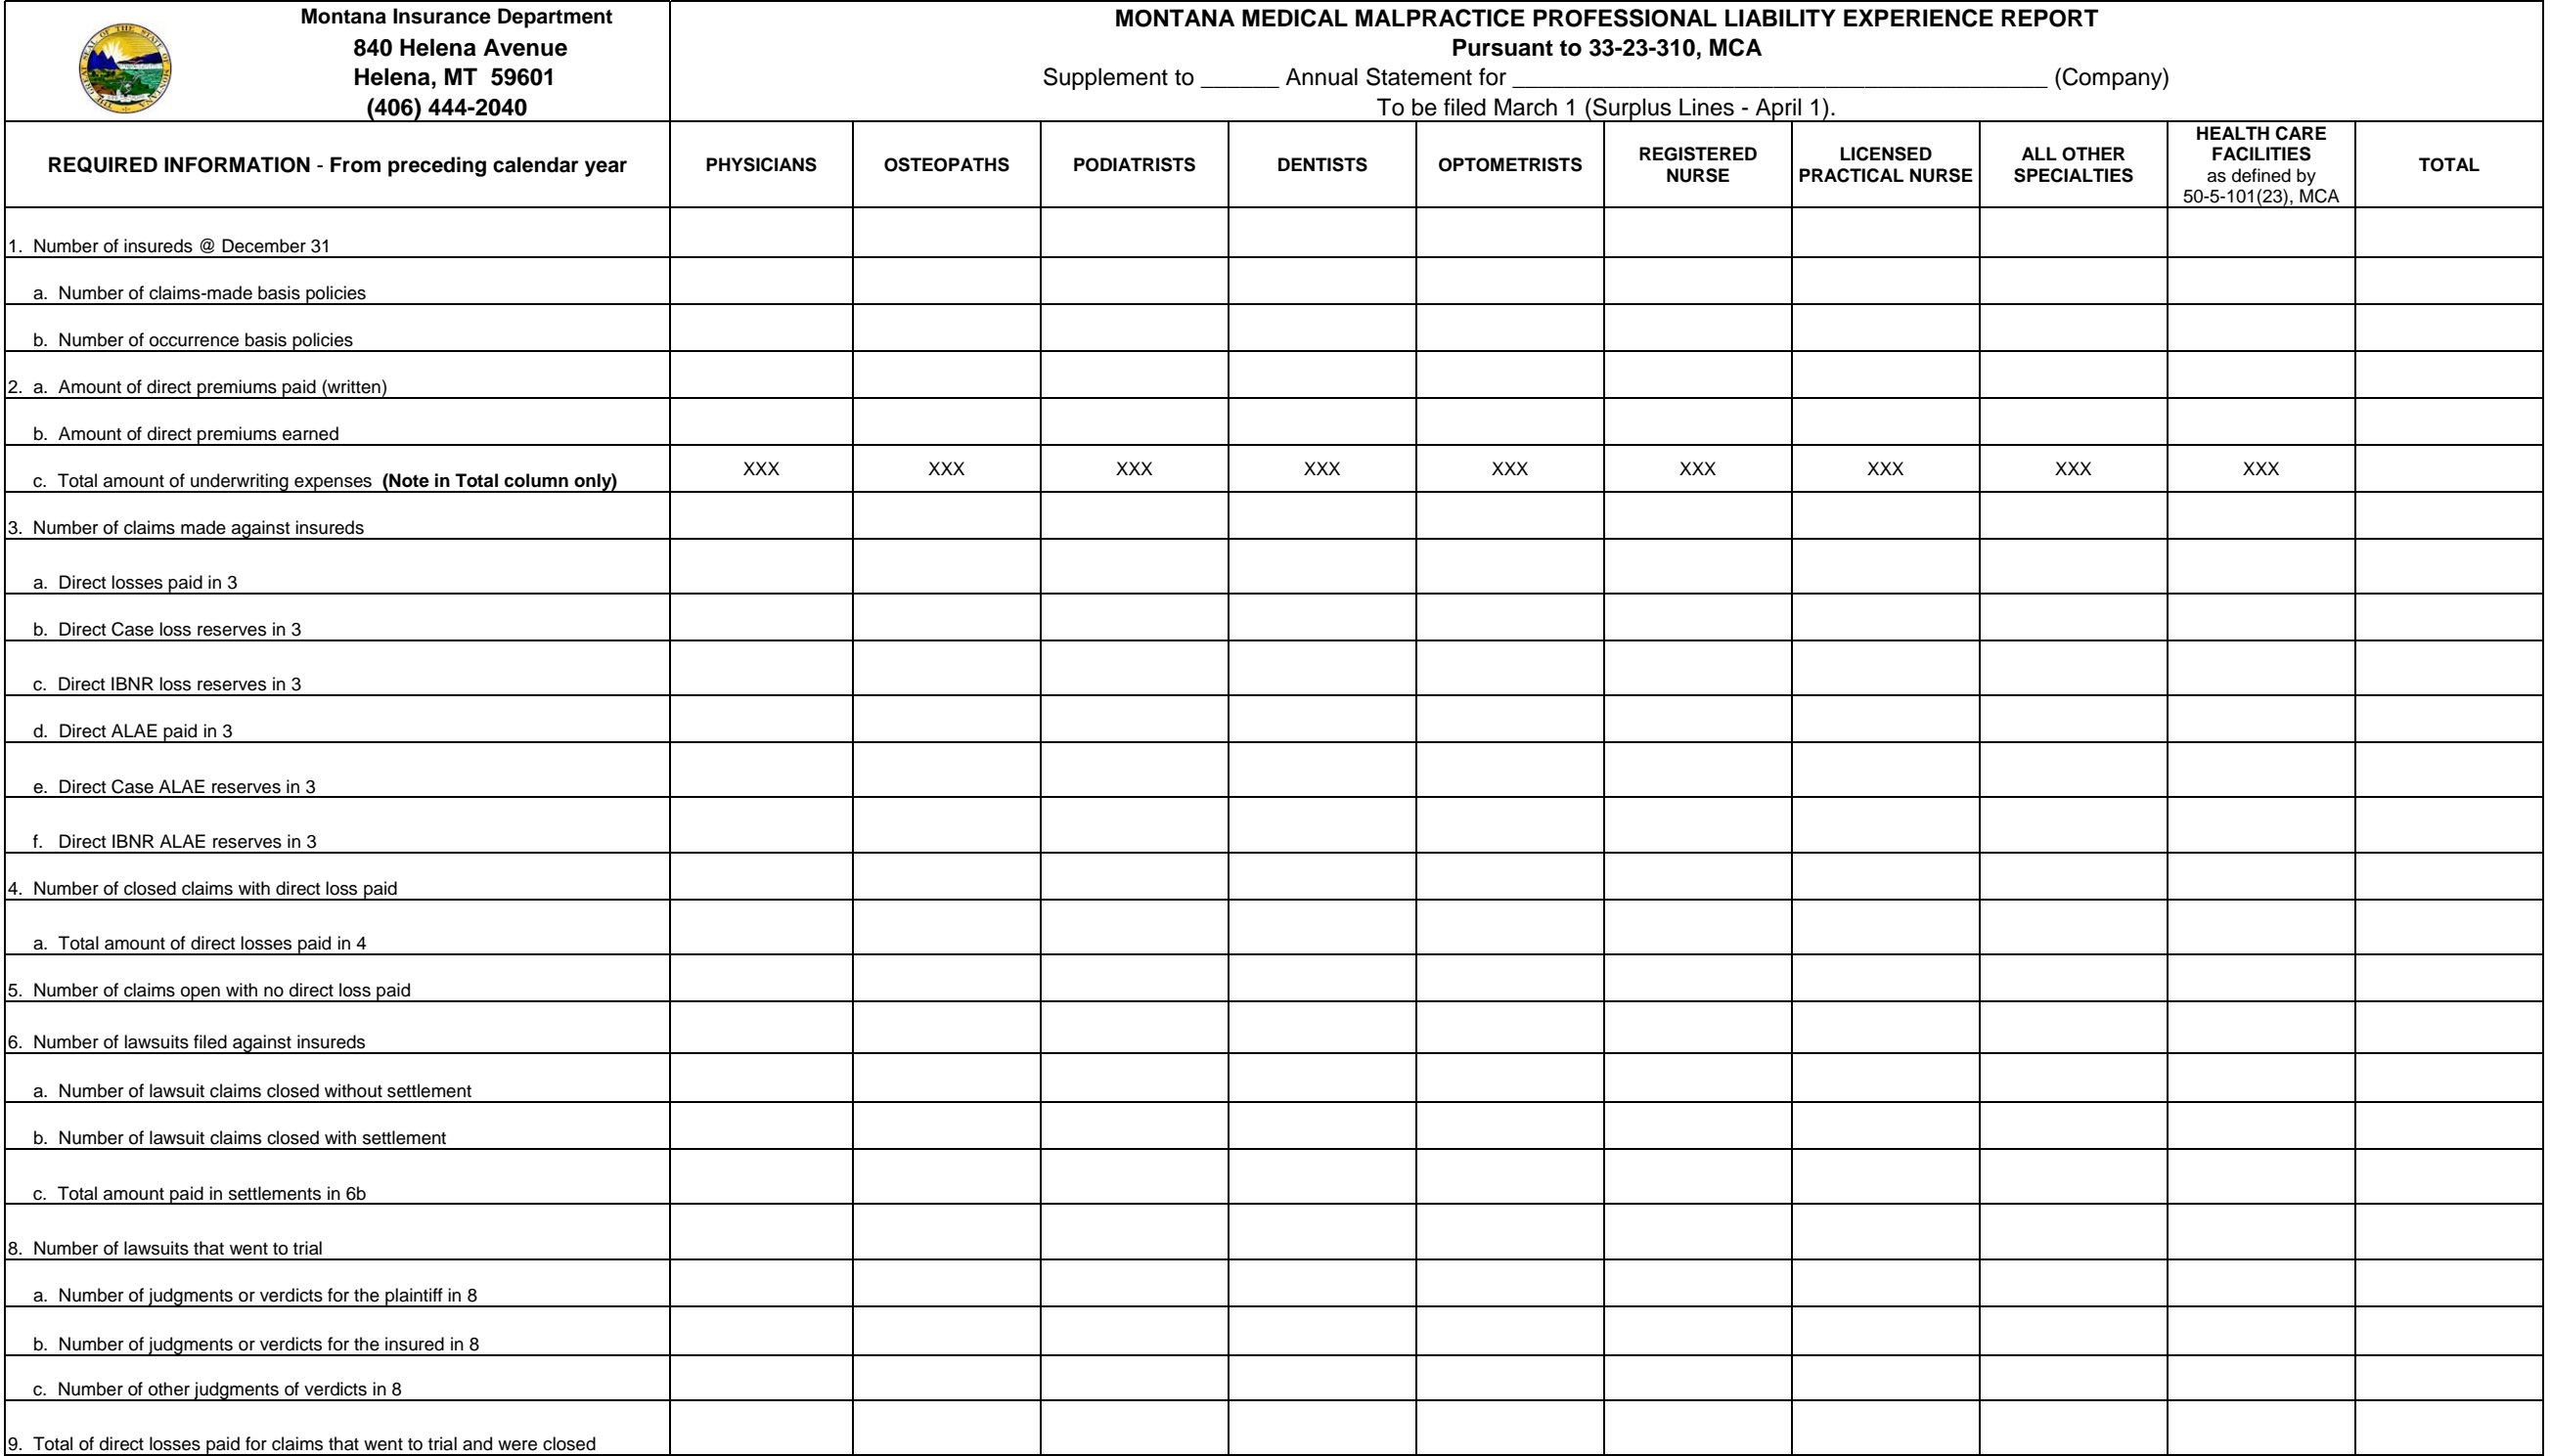 Montana Insurance Department
840 Helena Avenue
Helena, MT  59601
(406) 444-2040
MONTANA MEDICAL MALPRACTICE PROFESSIONAL LIABILITY EXPERIENCE REPORT
Pursuant to 33-23-310, MCA
Supplement to ______ Annual Statement for _________________________________________ (Company)
To be filed March 1 (Surplus Lines - April 1).
REQUIRED INFORMATION - From preceding calendar year
PHYSICIANS
OSTEOPATHS
PODIATRISTS
DENTISTS
OPTOMETRISTS
REGISTERED
NURSE
LICENSED
PRACTICAL NURSE
ALL OTHER
SPECIALTIES
HEALTH CARE
FACILITIES
as defined by
50-5-101(23), MCA
TOTAL
1.  Number of insureds @ December 31
a.  Number of claims-made basis policies
b.  Number of occurrence basis policies
2.  a.  Amount of direct premiums paid (written)
b.  Amount of direct premiums earned
c.  Total amount of underwriting expenses  (Note in Total column only) XXX XXX XXX XXX XXX XXX XXX XXX XXX
3.  Number of claims made against insureds
a.  Direct losses paid in 3
b.  Direct Case loss reserves in 3
c.  Direct IBNR loss reserves in 3
d.  Direct ALAE paid in 3
e.  Direct Case ALAE reserves in 3
f.   Direct IBNR ALAE reserves in 3
4.  Number of closed claims with direct loss paid
a.  Total amount of direct losses paid in 4
5.  Number of claims open with no direct loss paid
6.  Number of lawsuits filed against insureds
a.  Number of lawsuit claims closed without settlement
b.  Number of lawsuit claims closed with settlement
c.  Total amount paid in settlements in 6b
8.  Number of lawsuits that went to trial
a.  Number of judgments or verdicts for the plaintiff in 8
b.  Number of judgments or verdicts for the insured in 8
c.  Number of other judgments of verdicts in 8
9.  Total of direct losses paid for claims that went to trial and were closed